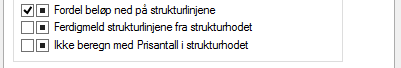 Fordel beløp ned på strukturlinjene
Ferdigmeld strukturlinjene fra strukturhodet
Ikke beregn med Prisantall i strukturhodet